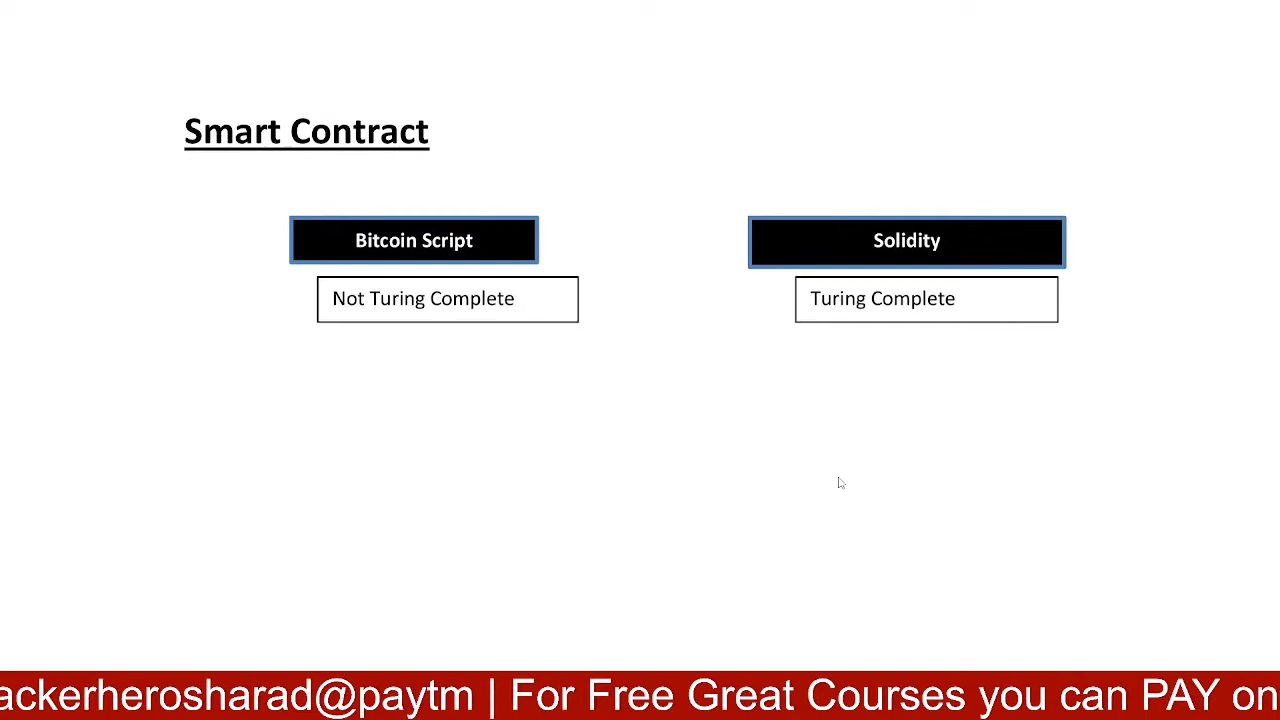 Smart Contract
Bitcoin Script
Solidity
Not Turing Complete
Turing Complete
ackerherosharad@paytm | For Free Great Courses you can PAY on